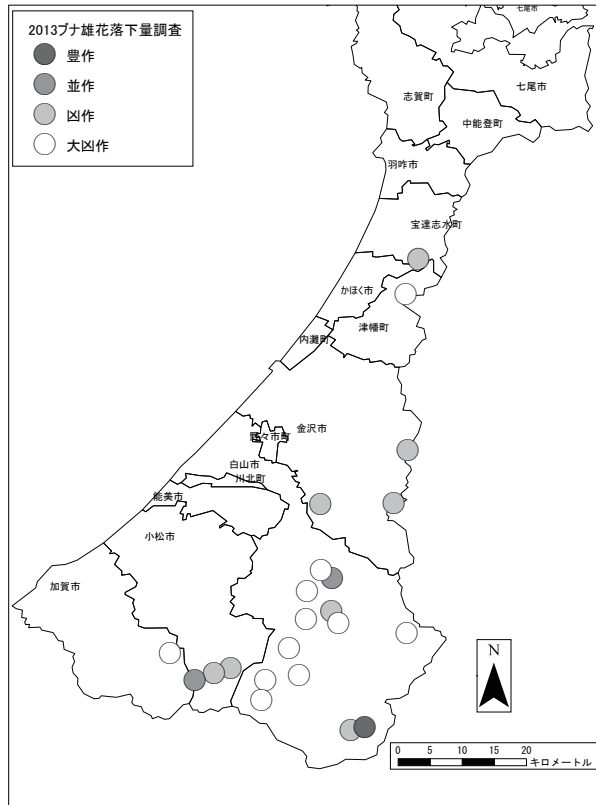 2013ブナ雄花落下量調査
豊作
並作
凶作
大凶作
七尾市
七尾市
志賀町
中能登町
羽咋市
宝達志水町
かほく市
津幡町
内灘町
金沢市
野々市町
白山市
川北町
能美市
小松市
加賀市
N
0 5 10 15 20
キロメートル